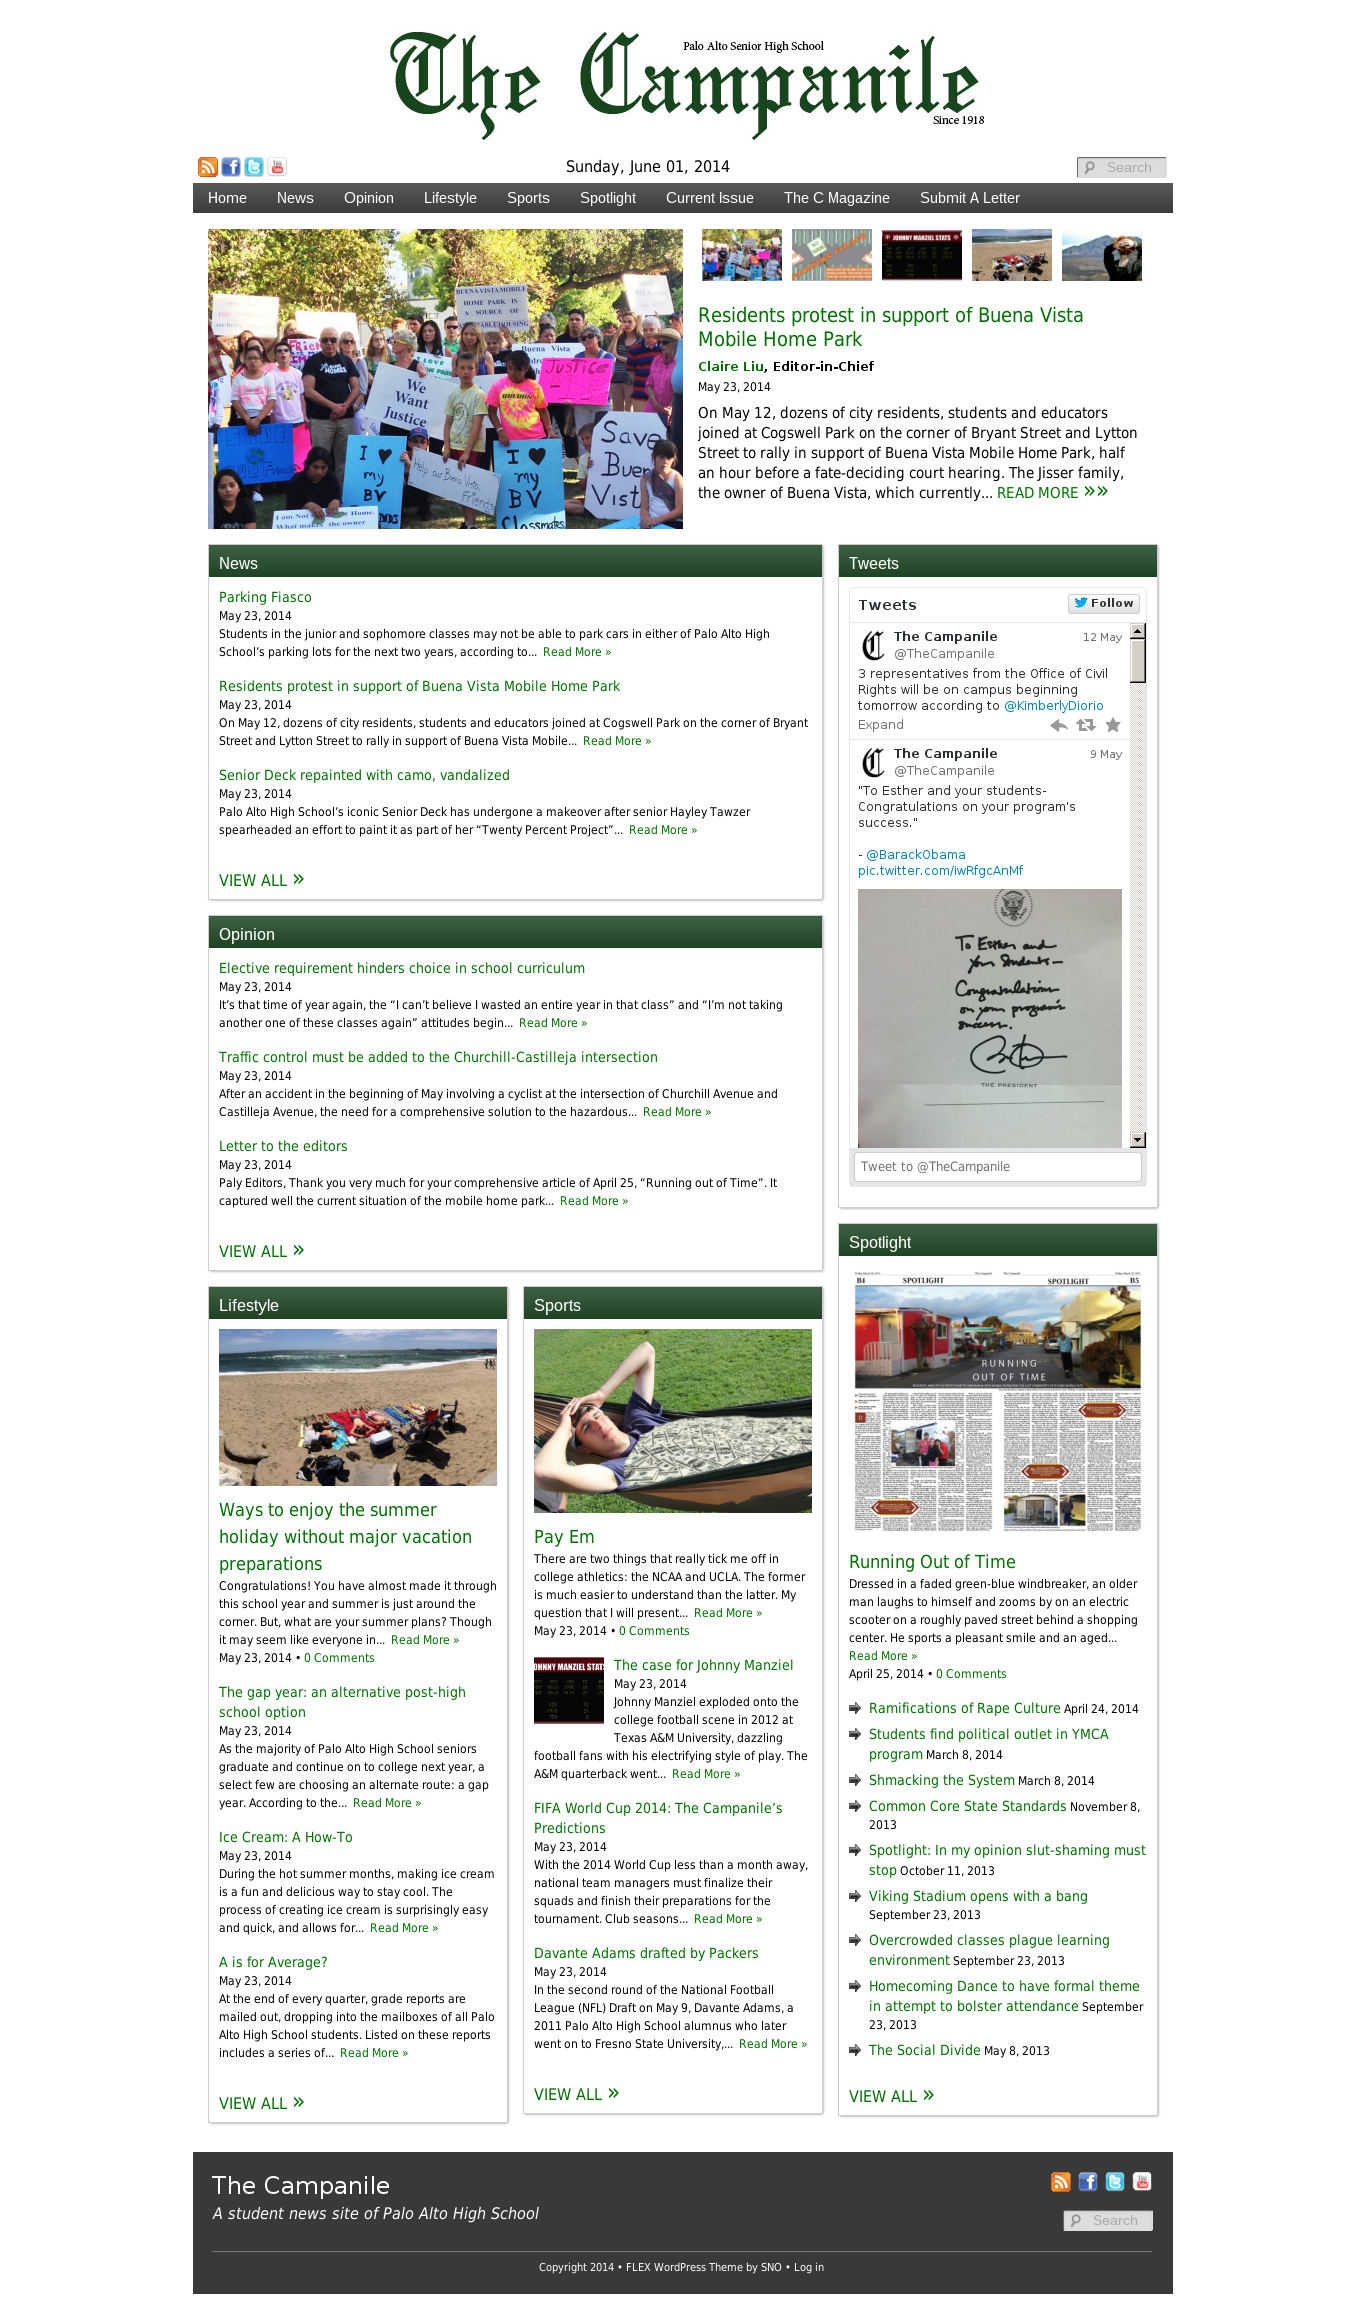 The Campanile
Palo Alto Senior High School
Since 1918
Sunday, June 01, 2014
Search
Home News Opinion Lifestyle Sports Spotlight Current Issue The C Magazine Submit A Letter
BUENA VISTA MOBILE
HOME PARK IS
A SOURCE OF
We
Want
Justice
Justice
Buena Vista
I ♥
my
BV
Help our Buena Vista
Friends
I ♥
my
BV
Classmates
Save
Buen
Vist
JOHNNY MANZIEL STATS
Residents protest in support of Buena Vista
Mobile Home Park
Claire Liu, Editor-in-Chief
May 23, 2014
On May 12, dozens of city residents, students and educators
joined at Cogswell Park on the corner of Bryant Street and Lytton
Street to rally in support of Buena Vista Mobile Home Park, half
an hour before a fate-deciding court hearing. The Jisser family,
the owner of Buena Vista, which currently... READ MORE »»
News
Parking Fiasco
May 23, 2014
Students in the junior and sophomore classes may not be able to park cars in either of Palo Alto High
School’s parking lots for the next two years, according to... Read More »
Residents protest in support of Buena Vista Mobile Home Park
May 23, 2014
On May 12, dozens of city residents, students and educators joined at Cogswell Park on the corner of Bryant
Street and Lytton Street to rally in support of Buena Vista Mobile... Read More »
Senior Deck repainted with camo, vandalized
May 23, 2014
Palo Alto High School’s iconic Senior Deck has undergone a makeover after senior Hayley Tawzer
spearheaded an effort to paint it as part of her “Twenty Percent Project”... Read More »
VIEW ALL »
Opinion
Elective requirement hinders choice in school curriculum
May 23, 2014
It’s that time of year again, the “I can’t believe I wasted an entire year in that class” and “I’m not taking
another one of these classes again” attitudes begin... Read More »
Traffic control must be added to the Churchill-Castilleja intersection
May 23, 2014
After an accident in the beginning of May involving a cyclist at the intersection of Churchill Avenue and
Castilleja Avenue, the need for a comprehensive solution to the hazardous... Read More »
Letter to the editors
May 23, 2014
Paly Editors, Thank you very much for your comprehensive article of April 25, “Running out of Time”. It
captured well the current situation of the mobile home park... Read More »
VIEW ALL »
Tweets
Tweets
Follow
The Campanile 12 May
@TheCampanile
3 representatives from the Office of Civil
Rights will be on campus beginning
tomorrow according to @KimberlyDiorio
Expand
The Campanile 9 May
@TheCampanile
"To Esther and your students-
Congratulations on your program's
success."
- @BarackObama
pic.twitter.com/iwRfgcAnMf
To Esther and
your students—
Congratulations
on your program's
success.
THE PRESIDENT
Tweet to @TheCampanile
Lifestyle
Ways to enjoy the summer
holiday without major vacation
preparations
Congratulations! You have almost made it through
this school year and summer is just around the
corner. But, what are your summer plans? Though
it may seem like everyone in... Read More »
May 23, 2014 • 0 Comments
The gap year: an alternative post-high
school option
May 23, 2014
As the majority of Palo Alto High School seniors
graduate and continue on to college next year, a
select few are choosing an alternate route: a gap
year. According to the... Read More »
Ice Cream: A How-To
May 23, 2014
During the hot summer months, making ice cream
is a fun and delicious way to stay cool. The
process of creating ice cream is surprisingly easy
and quick, and allows for... Read More »
A is for Average?
May 23, 2014
At the end of every quarter, grade reports are
mailed out, dropping into the mailboxes of all Palo
Alto High School students. Listed on these reports
includes a series of... Read More »
VIEW ALL »
Sports
Pay Em
There are two things that really tick me off in
college athletics: the NCAA and UCLA. The former
is much easier to understand than the latter. My
question that I will present... Read More »
May 23, 2014 • 0 Comments
JOHNNY MANZIEL STATS
The case for Johnny Manziel
May 23, 2014
Johnny Manziel exploded onto the
college football scene in 2012 at
Texas A&M University, dazzling
football fans with his electrifying style of play. The
A&M quarterback went... Read More »
FIFA World Cup 2014: The Campanile’s
Predictions
May 23, 2014
With the 2014 World Cup less than a month away,
national team managers must finalize their
squads and finish their preparations for the
tournament. Club seasons... Read More »
Davante Adams drafted by Packers
May 23, 2014
In the second round of the National Football
League (NFL) Draft on May 9, Davante Adams, a
2011 Palo Alto High School alumnus who later
went on to Fresno State University,... Read More »
VIEW ALL »
Spotlight
B4 SPOTLIGHT SPOTLIGHT B5
RUNNING
OUT OF TIME
Running Out of Time
Dressed in a faded green-blue windbreaker, an older
man laughs to himself and zooms by on an electric
scooter on a roughly paved street behind a shopping
center. He sports a pleasant smile and an aged...
Read More »
April 25, 2014 • 0 Comments
Ramifications of Rape Culture April 24, 2014
Students find political outlet in YMCA
program March 8, 2014
Shmacking the System March 8, 2014
Common Core State Standards November 8,
2013
Spotlight: In my opinion slut-shaming must
stop October 11, 2013
Viking Stadium opens with a bang
September 23, 2013
Overcrowded classes plague learning
environment September 23, 2013
Homecoming Dance to have formal theme
in attempt to bolster attendance September
23, 2013
The Social Divide May 8, 2013
VIEW ALL »
The Campanile
A student news site of Palo Alto High School
Search
Copyright 2014 • FLEX WordPress Theme by SNO • Log in